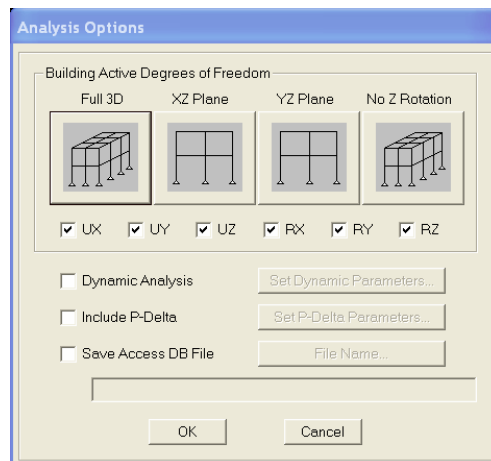 Analysis Options
Building Active Degrees of Freedom
Full 3D XZ Plane YZ Plane No Z Rotation
UX UY UZ RX RY RZ
Dynamic Analysis Set Dynamic Parameters...
Include P-Delta Set P-Delta Parameters...
Save Access DB File File Name...
OK Cancel